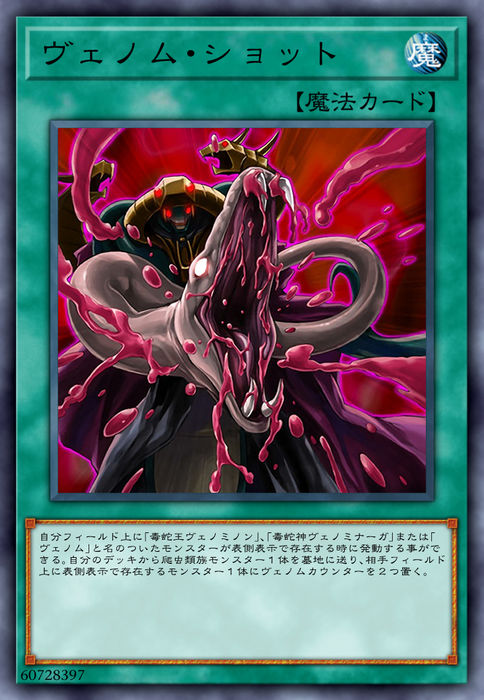 ヴェノム・ショット
魔
【魔法カード】
自分フィールド上に「毒蛇王ヴェノミノン」、「毒蛇神ヴェノミナーガ」または「
ヴェノム」と名のついたモンスターが表側表示で存在する時に発動する事がで
きる。自分のデッキから爬虫類族モンスター１体を墓地に送り、相手フィールド
上に表側表示で存在するモンスター１体にヴェノムカウンターを２つ置く。
60728397